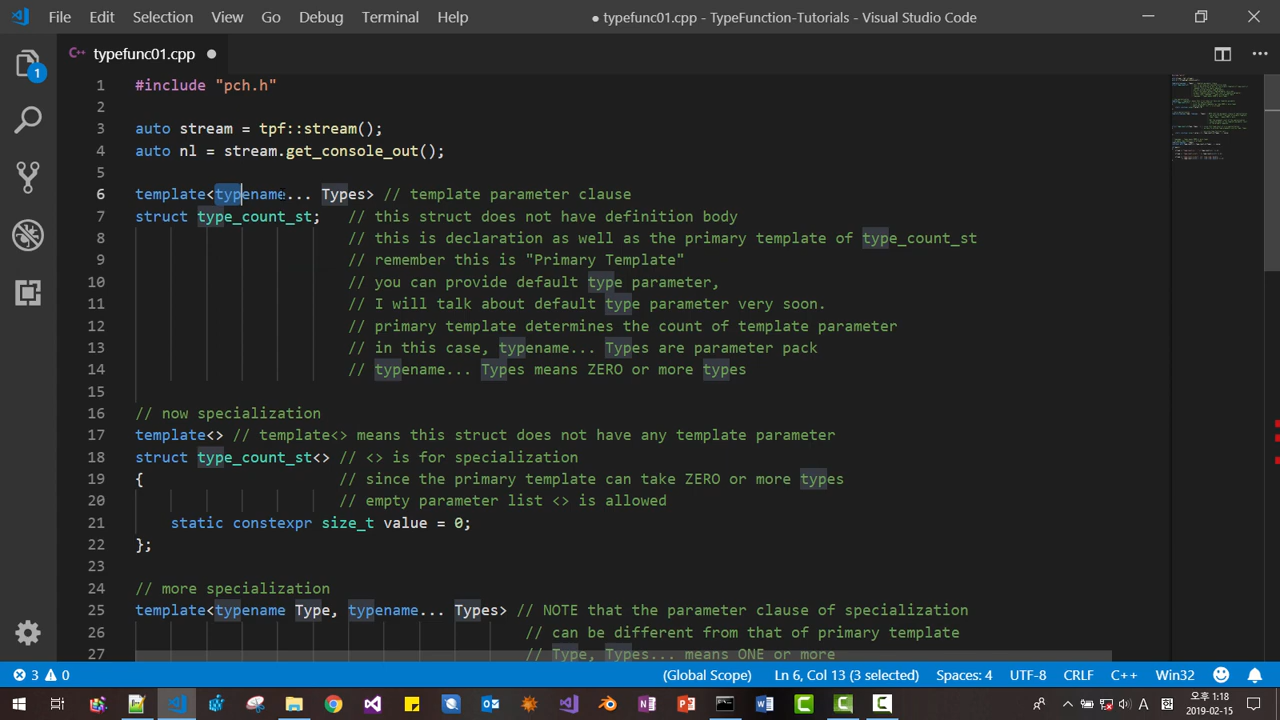 File Edit Selection View Go Debug Terminal Help ● typefunc01.cpp - TypeFunction-Tutorials - Visual Studio Code
C++ typefunc01.cpp ●
1
1 #include "pch.h"
2
3 auto stream = tpf::stream();
4 auto nl = stream.get_console_out();
5
6 template<typename... Types> // template parameter clause
7 struct type_count_st; // this struct does not have definition body
8 // this is declaration as well as the primary template of type_count_st
9 // remember this is "Primary Template"
10 // you can provide default type parameter,
11 // I will talk about default type parameter very soon.
12 // primary template determines the count of template parameter
13 // in this case, typename... Types are parameter pack
14 // typename... Types means ZERO or more types
15
16 // now specialization
17 template<> // template<> means this struct does not have any template parameter
18 struct type_count_st<> // <> is for specialization
19 { // since the primary template can take ZERO or more types
20 // empty parameter list <> is allowed
21 static constexpr size_t value = 0;
22 };
23
24 // more specialization
25 template<typename Type, typename... Types> // NOTE that the parameter clause of specialization
26 // can be different from that of primary template
27 // Type, Types... means ONE or more
3 0 (Global Scope) Ln 6, Col 13 (3 selected) Spaces: 4 UTF-8 CRLF C++ Win32
오후 1:18
2019-02-15